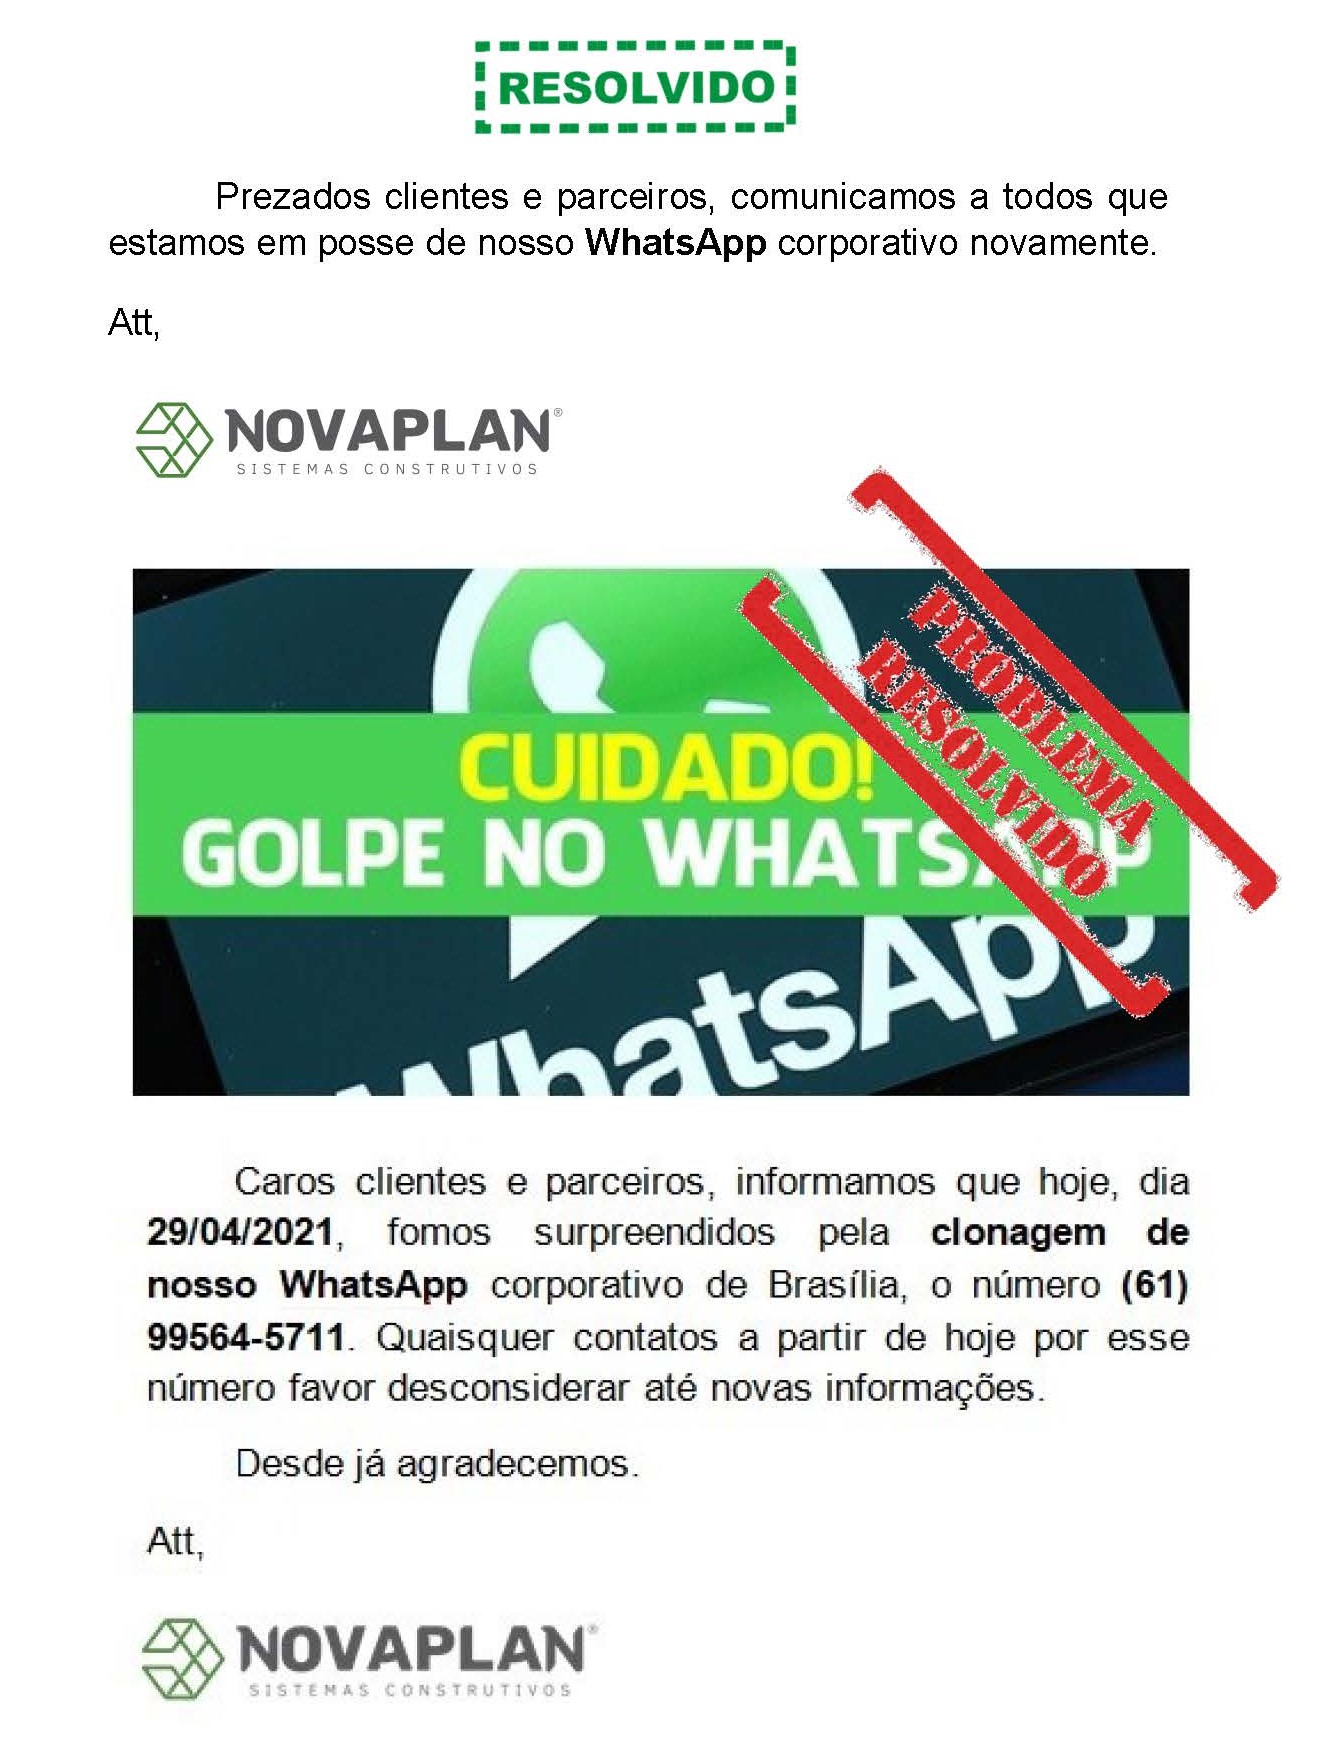 RESOLVIDO
Prezados clientes e parceiros, comunicamos a todos que
estamos em posse de nosso WhatsApp corporativo novamente.
Att,
NOVAPLAN®
SISTEMAS CONSTRUTIVOS
PROBLEMA
RESOLVIDO
CUIDADO!
GOLPE NO WHATSAPP
WhatsApp
Caros clientes e parceiros, informamos que hoje, dia
29/04/2021, fomos surpreendidos pela clonagem de
nosso WhatsApp corporativo de Brasília, o número (61)
99564-5711. Quaisquer contatos a partir de hoje por esse
número favor desconsiderar até novas informações.
Desde já agradecemos.
Att,
NOVAPLAN®
SISTEMAS CONSTRUTIVOS